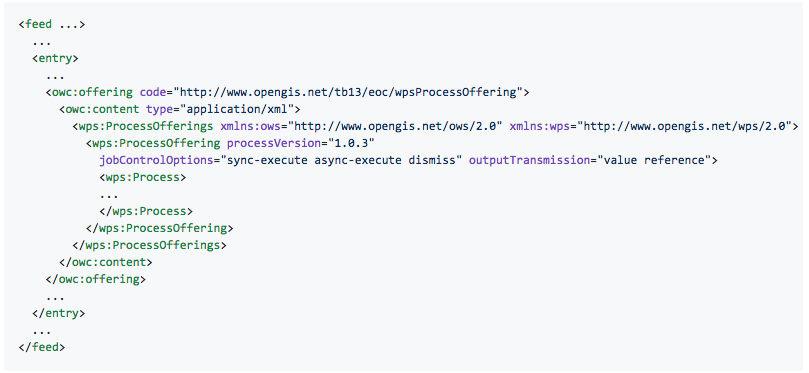 <feed ...>
  ...
  <entry>
    ...
    <owc:offering code="http://www.opengis.net/tb13/eoc/wpsProcessOffering">
      <owc:content type="application/xml">
        <wps:ProcessOfferings xmlns:ows="http://www.opengis.net/ows/2.0" xmlns:wps="http://www.opengis.net/wps/2.0">
          <wps:ProcessOffering processVersion="1.0.3"
            jobControlOptions="sync-execute async-execute dismiss" outputTransmission="value reference">
            <wps:Process>
            ...
            </wps:Process>
          </wps:ProcessOffering>
        </wps:ProcessOfferings>
      </owc:content>
    </owc:offering>
    ...
  </entry>
  ...
</feed>